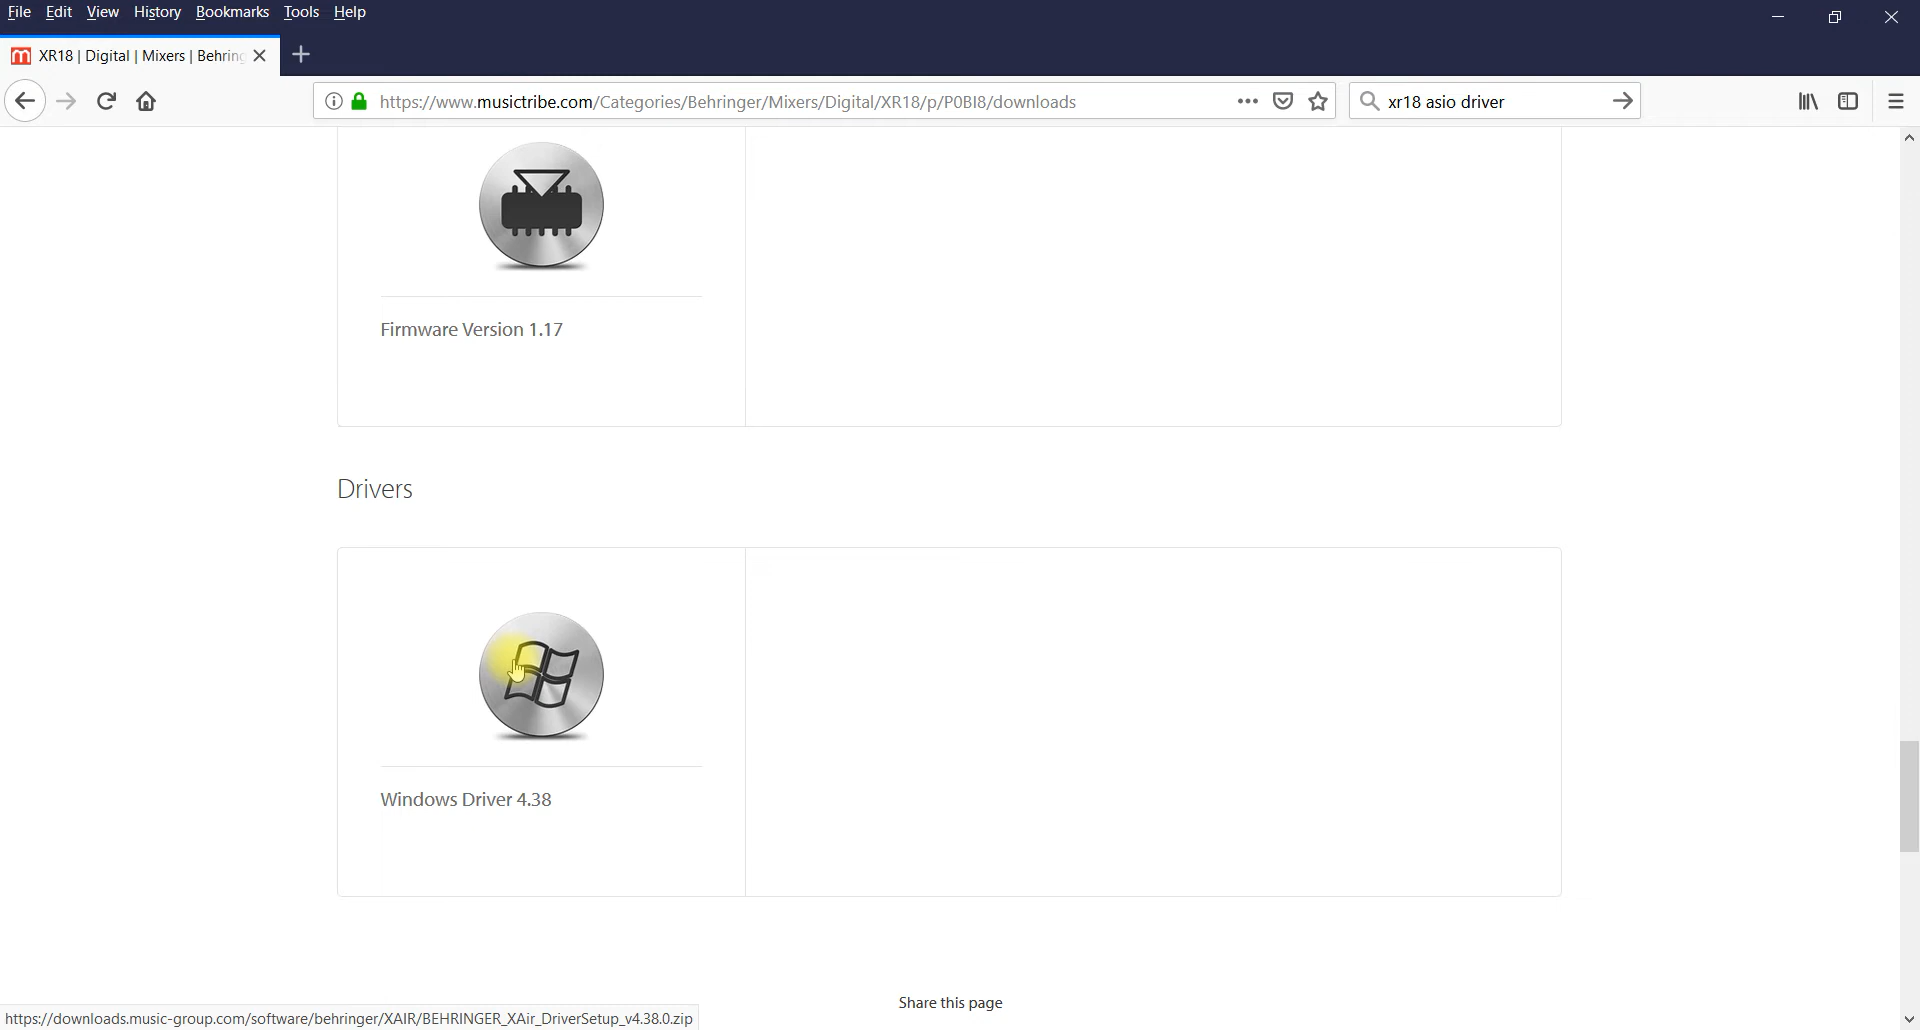 File Edit View History Bookmarks Tools Help
XR18 | Digital | Mixers | Behring
https://www.musictribe.com/Categories/Behringer/Mixers/Digital/XR18/p/P0BI8/downloads
xr18 asio driver
Firmware Version 1.17
Drivers
Windows Driver 4.38
Share this page
https://downloads.music-group.com/software/behringer/XAIR/BEHRINGER_XAir_DriverSetup_v4.38.0.zip